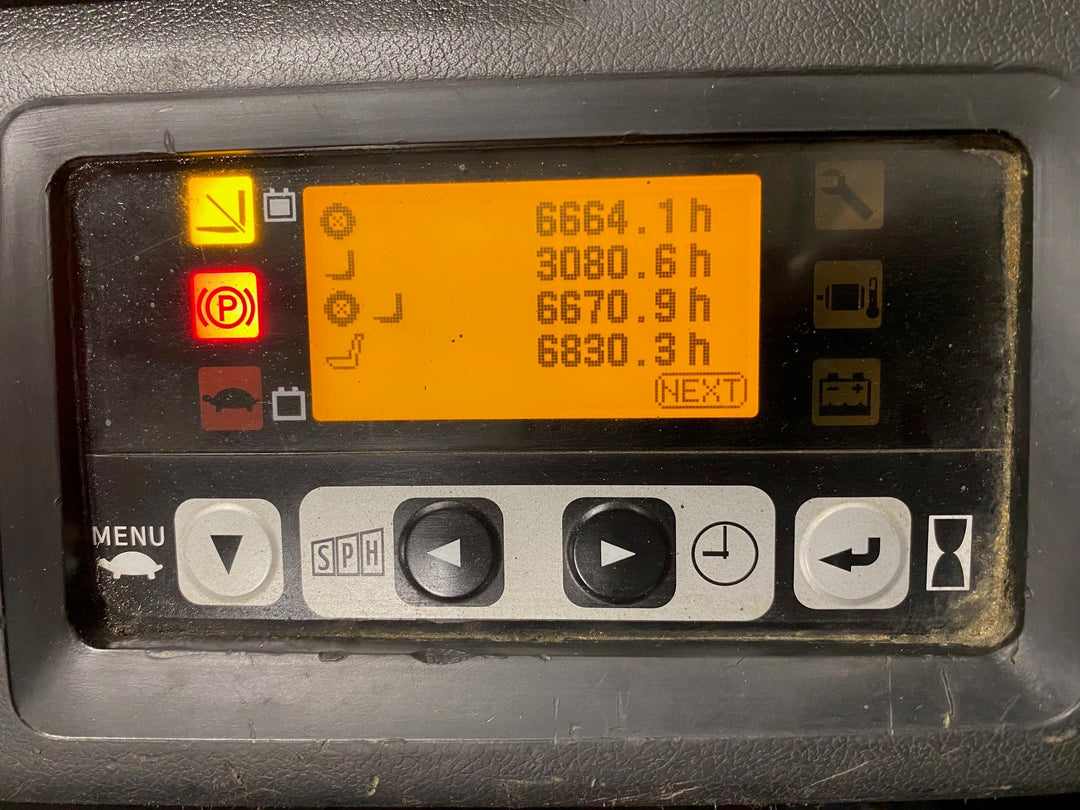 6664.1h
3080.6h
6670.9h
6830.3h
NEXT
P
MENU
SPH